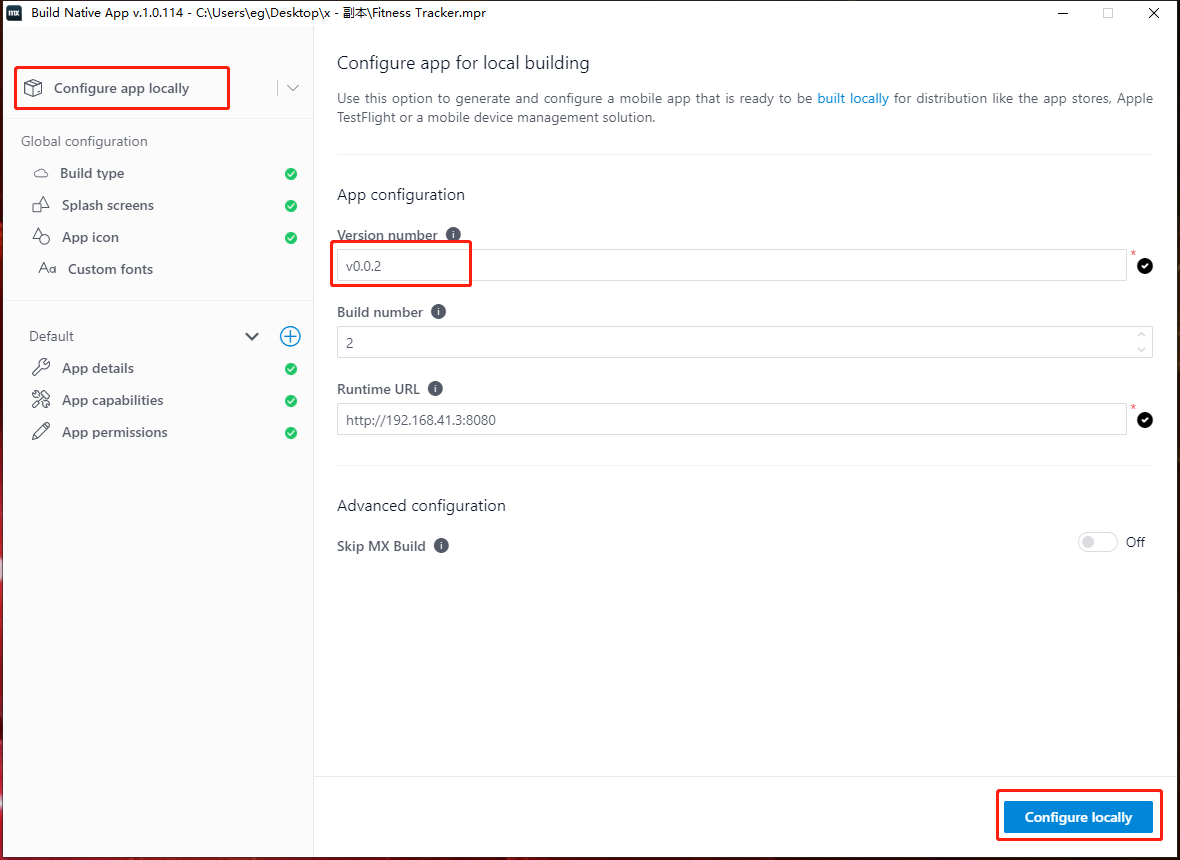 mx Build Native App v.1.0.114 - C:\Users\eg\Desktop\x - 副本\Fitness Tracker.mpr
Configure app locally
Global configuration
Build type
Splash screens
App icon
Aa Custom fonts
Default
App details
App capabilities
App permissions
Configure app for local building
Use this option to generate and configure a mobile app that is ready to be built locally for distribution like the app stores, Apple
TestFlight or a mobile device management solution.
App configuration
Version number i
v0.0.2 *
Build number i
2
Runtime URL i
http://192.168.41.3:8080 *
Advanced configuration
Skip MX Build i
Off
Configure locally